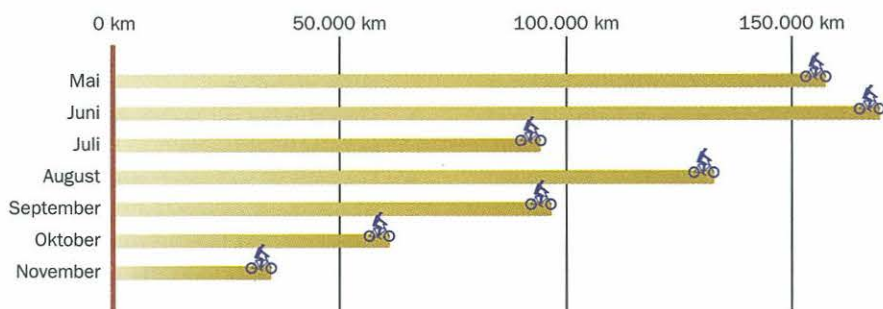 0 km 50.000 km 100.000 km 150.000 km
Mai
Juni
Juli
August
September
Oktober
November